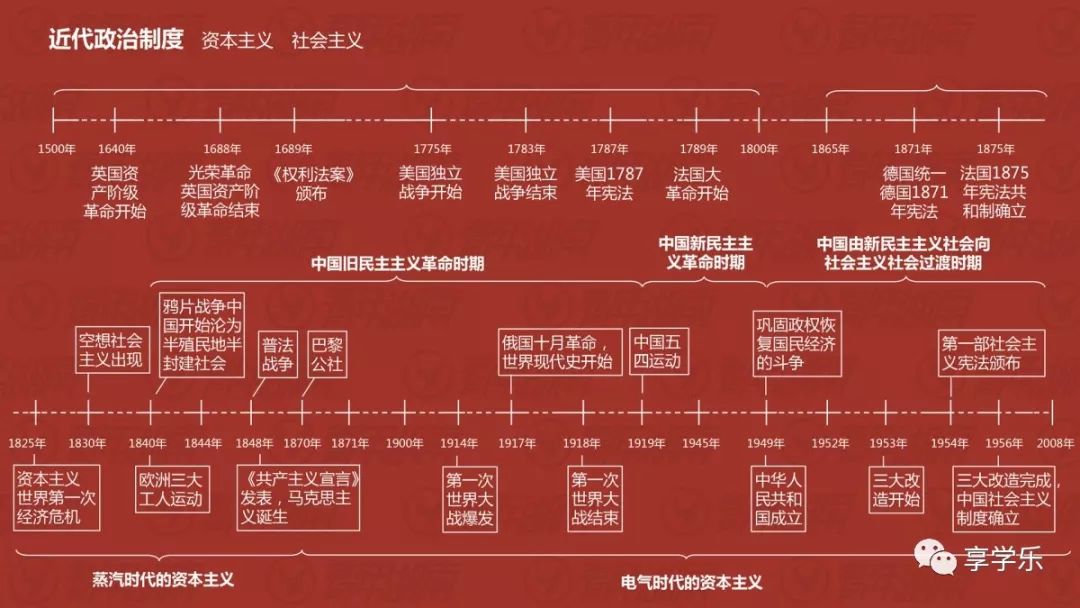 近代政治制度 资本主义 社会主义
1500年 1640年 1688年 1689年 1775年 1783年 1787年 1789年 1800年 1865年 1871年 1875年
英国资
产阶级
革命开始
光荣革命
英国资产阶
级革命结束
《权利法案》
颁布
美国独立
战争开始
美国独立
战争结束
美国1787
年宪法
法国大
革命开始
德国统一
德国1871
年宪法
法国1875
年宪法共
和制确立
中国旧民主主义革命时期
中国新民主主
义革命时期
中国由新民主主义社会向
社会主义社会过渡时期
空想社会
主义出现
鸦片战争中
国开始沦为
半殖民地半
封建社会
普法
战争
巴黎
公社
俄国十月革命，
世界现代史开始
中国五
四运动
巩固政权恢
复国民经济
的斗争
第一部社会主
义宪法颁布
1825年 1830年 1840年 1844年 1848年 1870年 1871年 1900年 1914年 1917年 1918年 1919年 1945年 1949年 1952年 1953年 1954年 1956年 2008年
资本主义
世界第一次
经济危机
欧洲三大
工人运动
《共产主义宣言》
发表，马克思主
义诞生
第一次
世界大
战爆发
第一次
世界大
战结束
中华人
民共和
国成立
三大改
造开始
三大改造完成，
中国社会主义
制度确立
蒸汽时代的资本主义
电气时代的资本主义
享学乐